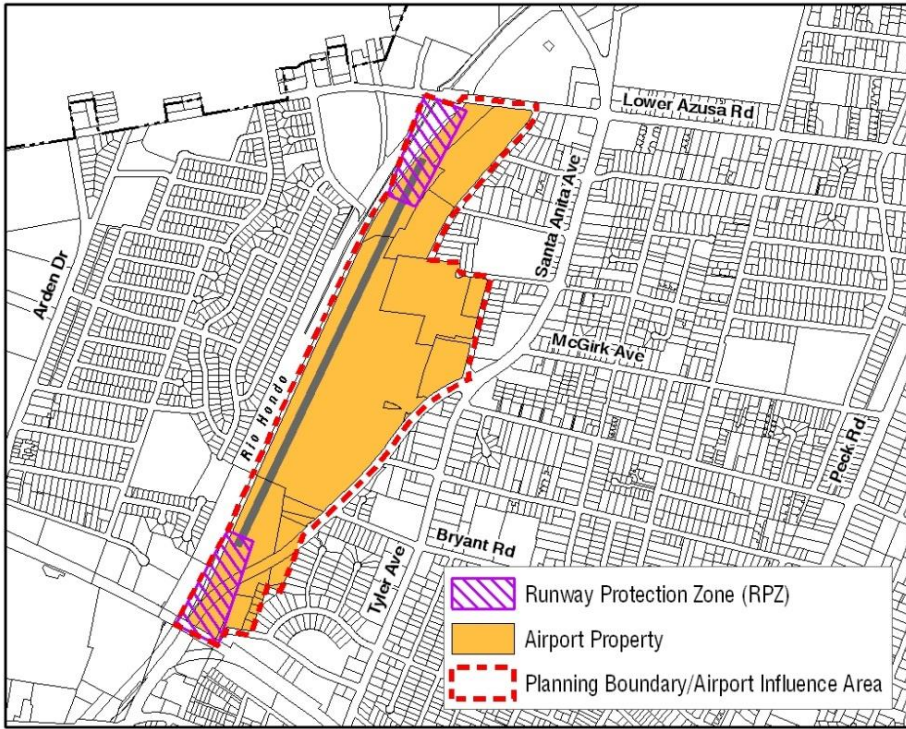 Lower Azusa Rd
Santa Anita Ave
Arden Dr
McGirk Ave
Rio Hondo
Peck Rd
Bryant Rd
Tyler Ave
Runway Protection Zone (RPZ)
Airport Property
Planning Boundary/Airport Influence Area